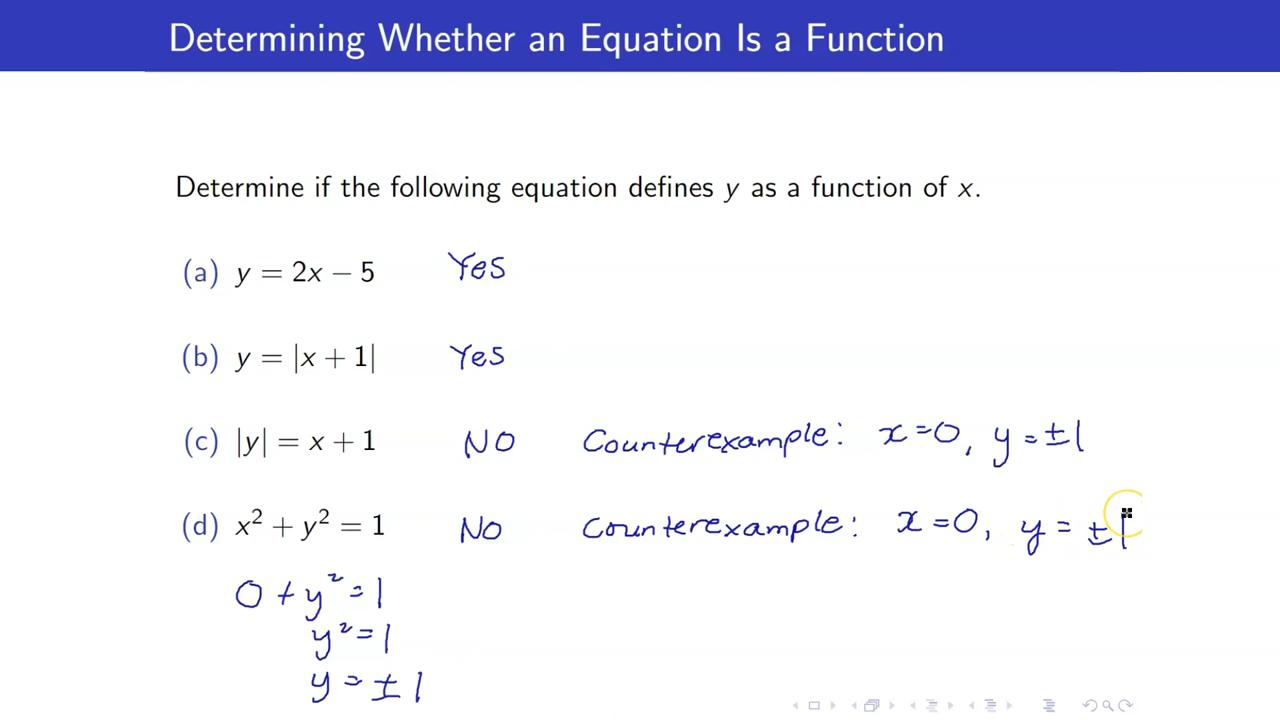 Determining Whether an Equation Is a Function
Determine if the following equation defines y as a function of x.
(a) y = 2x − 5 Yes
(b) y = |x + 1| Yes
(c) |y| = x + 1 NO Counterexample: x=0, y=±1
(d) x² + y² = 1 No Counterexample: x=0, y=±1
0 + y² = 1
y² = 1
y = ±1